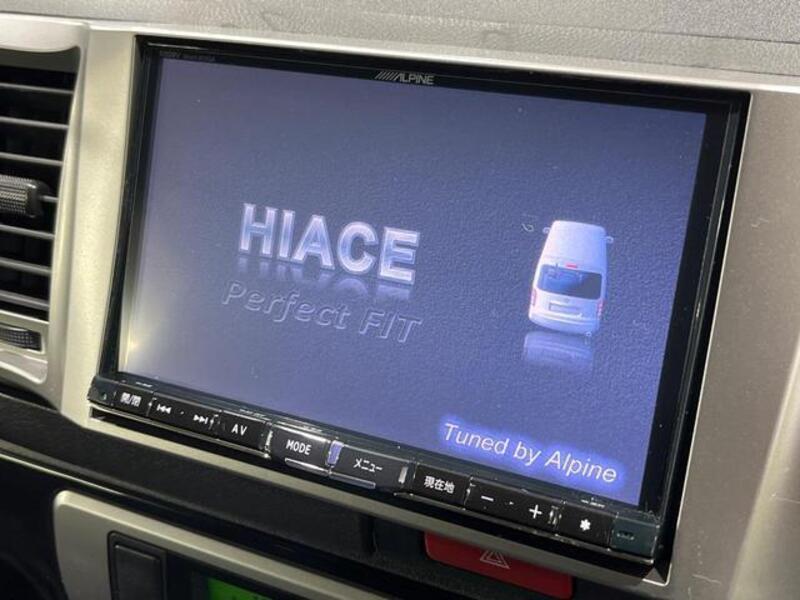 ALPINE
HIACE
Perfect FIT
Tuned by Alpine
開/閉
AV
MODE
メニュー
現在地